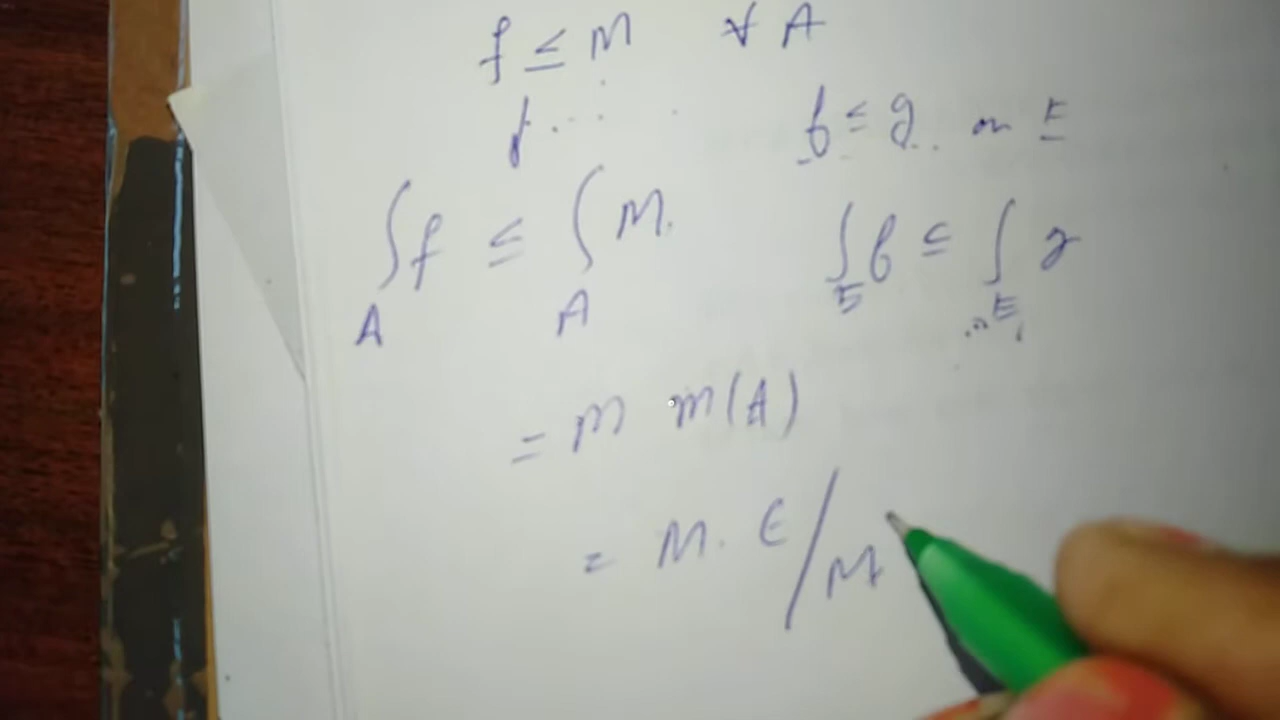 f ≤ M ∀ A
f . . .
f ≤ g on E
∫_A f ≤ ∫_A M.
∫_E f ≤ ∫_E g
= M m(A)
= M. ε/M